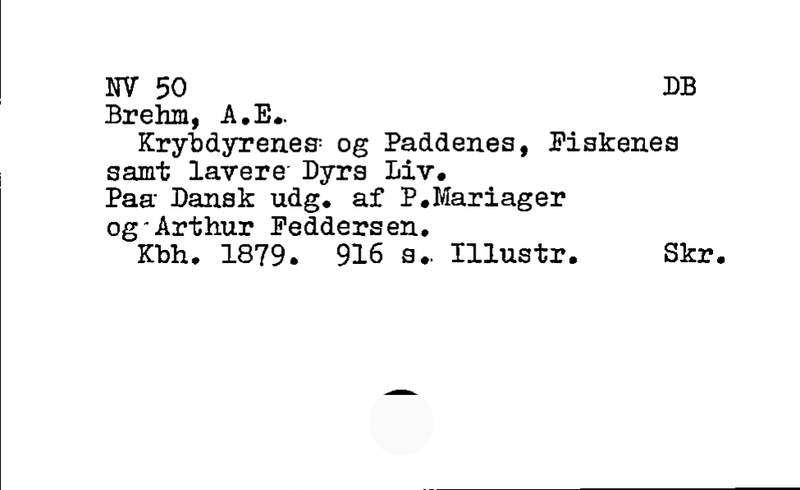 NV 50 DB
Brehm, A.E.
Krybdyrenes og Paddenes, Fiskenes
samt lavere Dyrs Liv.
Paa Dansk udg. af P.Mariager
og Arthur Feddersen.
Kbh. 1879. 916 s. Illustr. Skr.